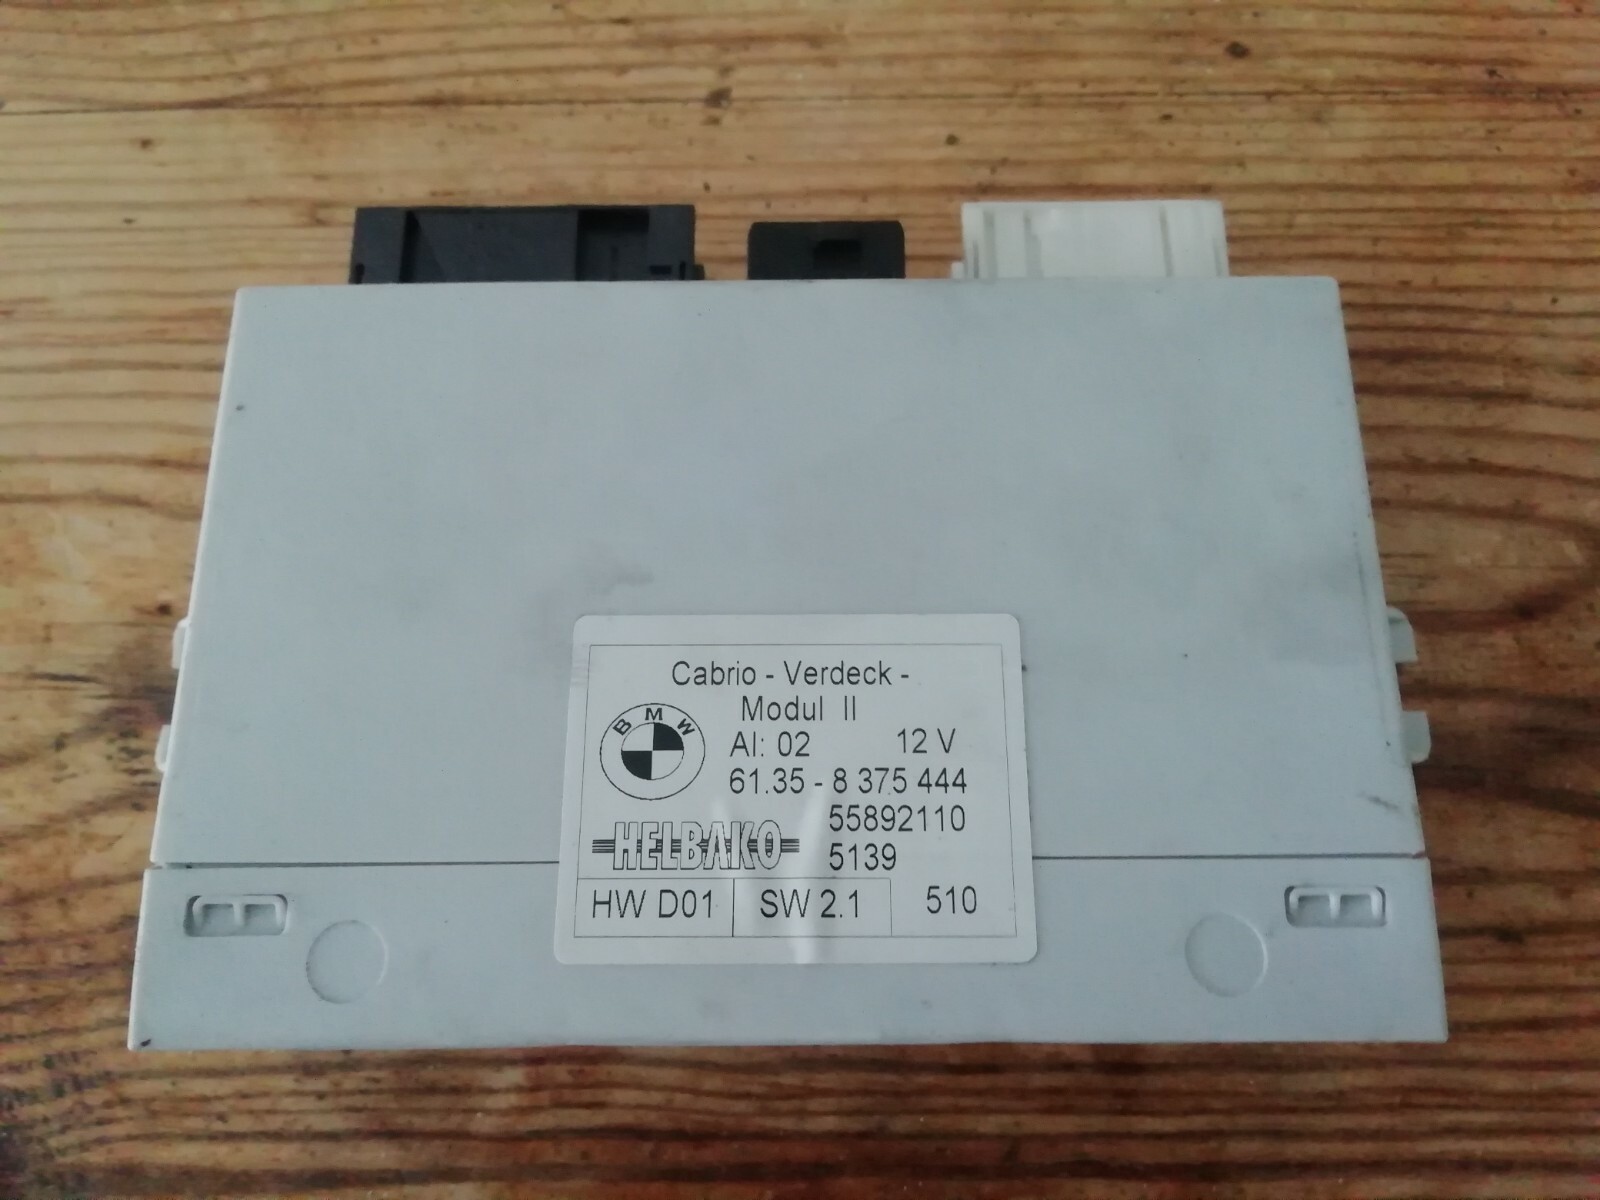 Cabrio - Verdeck -
Modul II
BMW
AI: 02 12 V
61.35 - 8 375 444
55892110
HELBAKO
5139
HW D01 SW 2.1 510